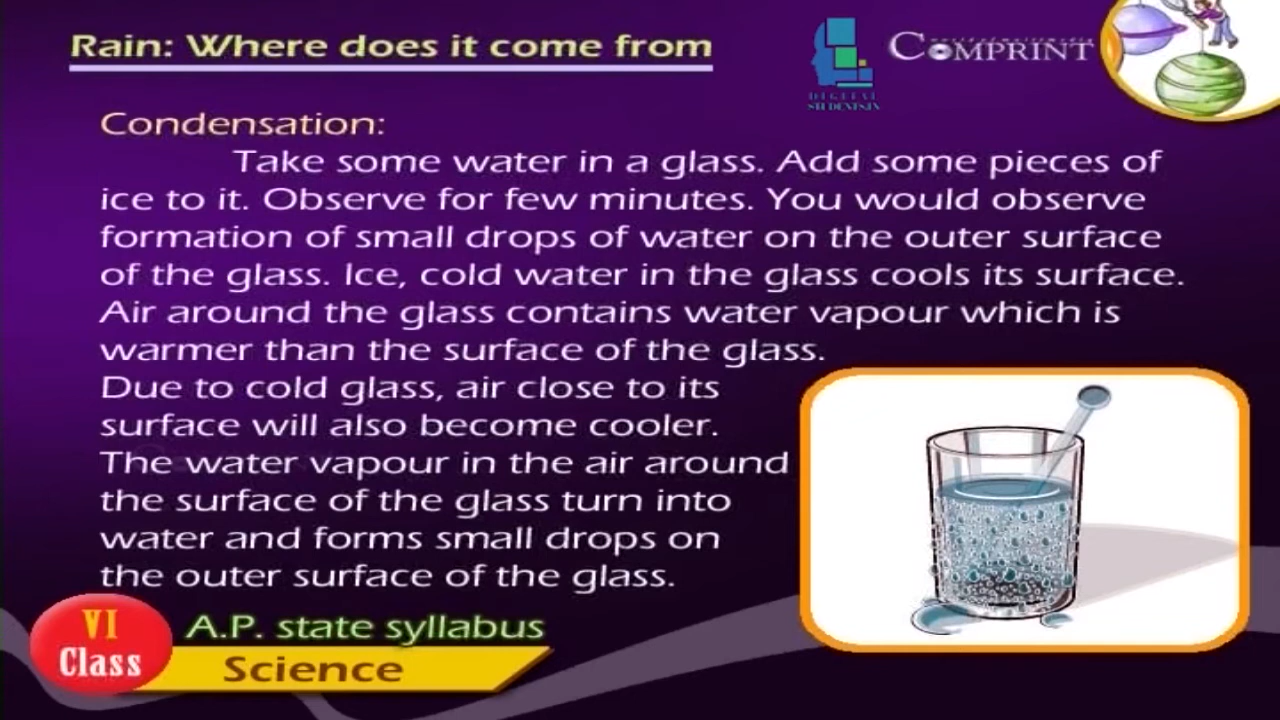 Rain: Where does it come from
COMPRINT
DIGITAL
STUDENTS.IN
Condensation:
Take some water in a glass. Add some pieces of
ice to it. Observe for few minutes. You would observe
formation of small drops of water on the outer surface
of the glass. Ice, cold water in the glass cools its surface.
Air around the glass contains water vapour which is
warmer than the surface of the glass.
Due to cold glass, air close to its
surface will also become cooler.
The water vapour in the air around
the surface of the glass turn into
water and forms small drops on
the outer surface of the glass.
VI
Class
A.P. state syllabus
Science